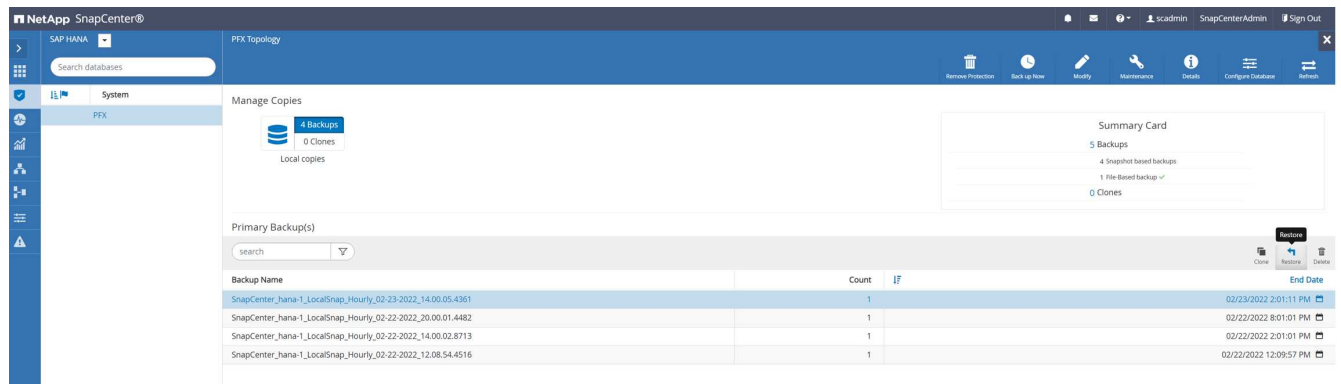 NetApp SnapCenter®
scadmin SnapCenterAdmin Sign Out
SAP HANA
PFX Topology
Search databases
Remove Protection Back up Now Modify Maintenance Details Configure Database Refresh
System
PFX
Manage Copies
4 Backups
0 Clones
Local copies
Summary Card
5 Backups
4 Snapshot based backups
1 File-Based backup ✓
0 Clones
Primary Backup(s)
Restore
search
Clone Restore Delete
Backup Name Count End Date
SnapCenter_hana-1_LocalSnap_Hourly_02-23-2022_14.00.05.4361 1 02/23/2022 2:01:11 PM
SnapCenter_hana-1_LocalSnap_Hourly_02-22-2022_20.00.01.4482 1 02/22/2022 8:01:01 PM
SnapCenter_hana-1_LocalSnap_Hourly_02-22-2022_14.00.02.8713 1 02/22/2022 2:01:01 PM
SnapCenter_hana-1_LocalSnap_Hourly_02-22-2022_12.08.54.4516 1 02/22/2022 12:09:57 PM